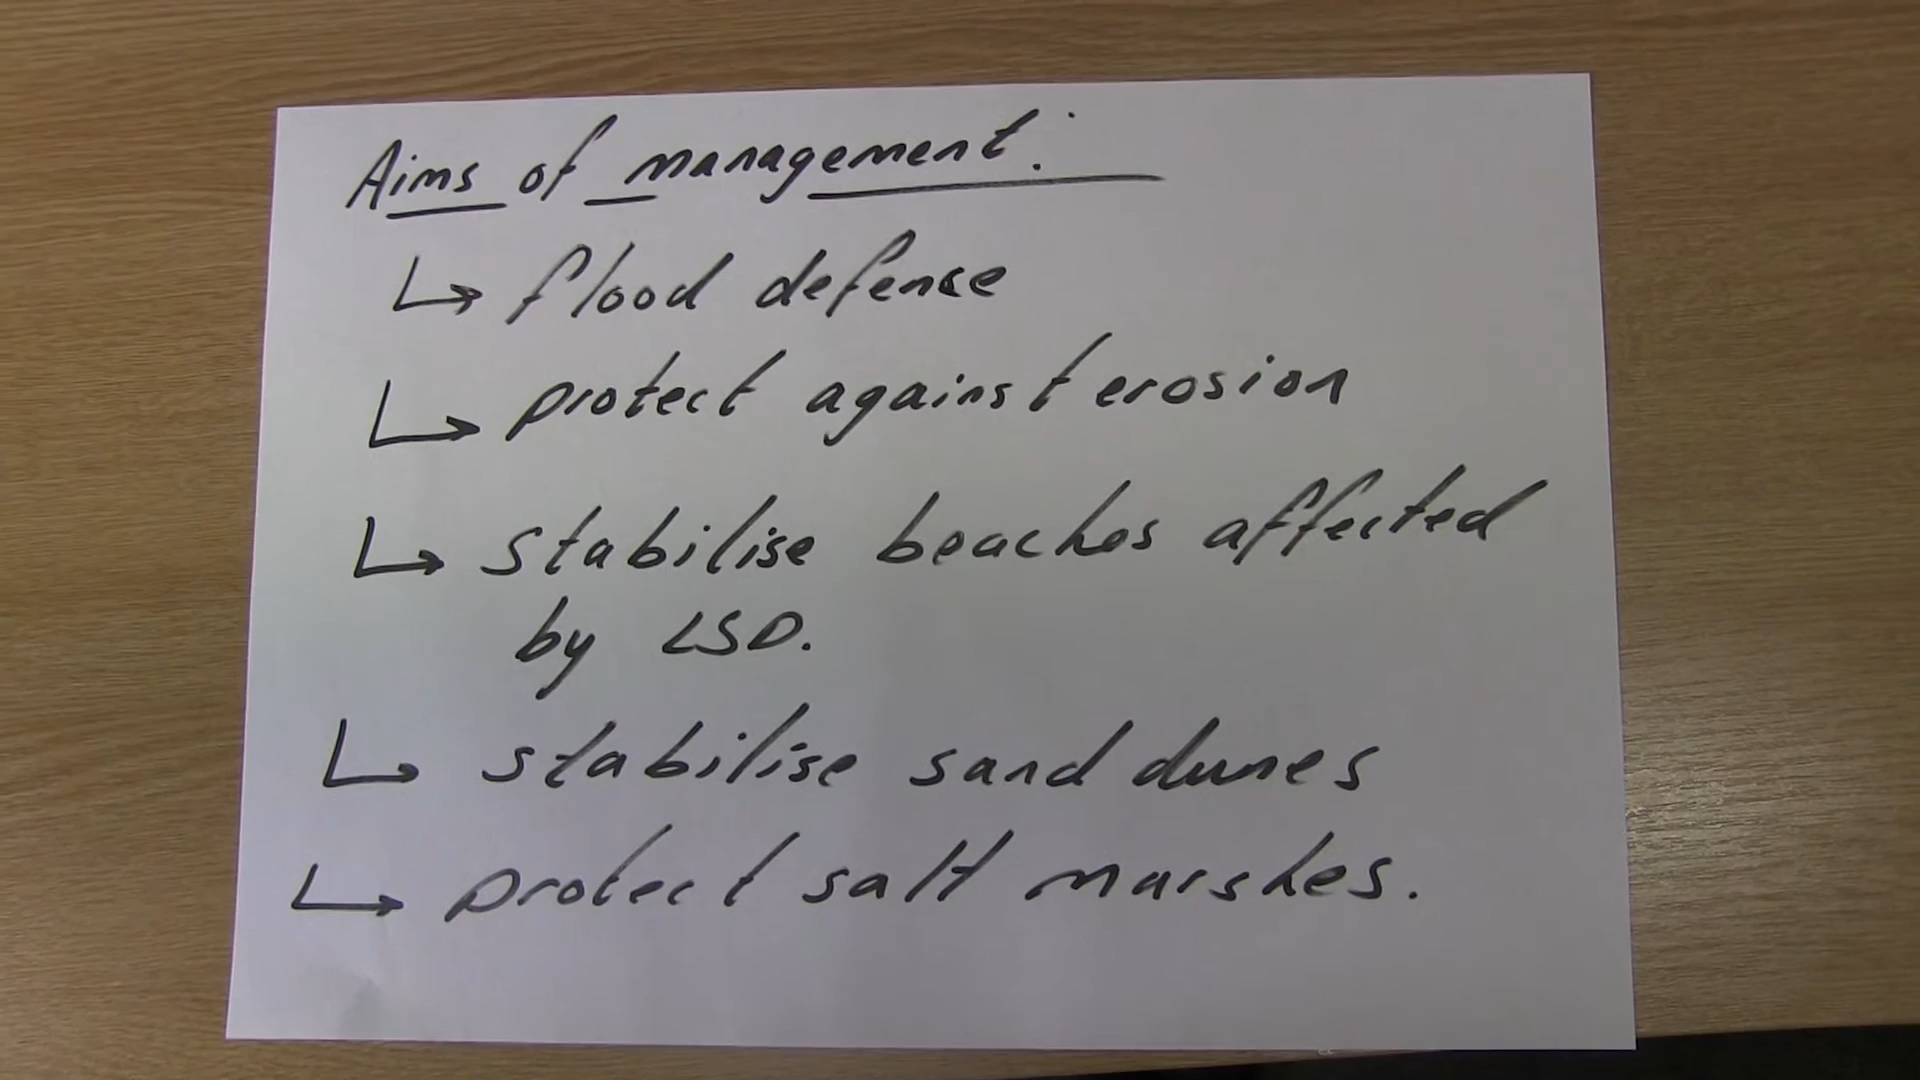 Aims of management:
↳ flood defense
↳ protect against erosion
↳ stabilise beaches affected
by LSD.
↳ stabilise sand dunes
↳ protect salt marshes.